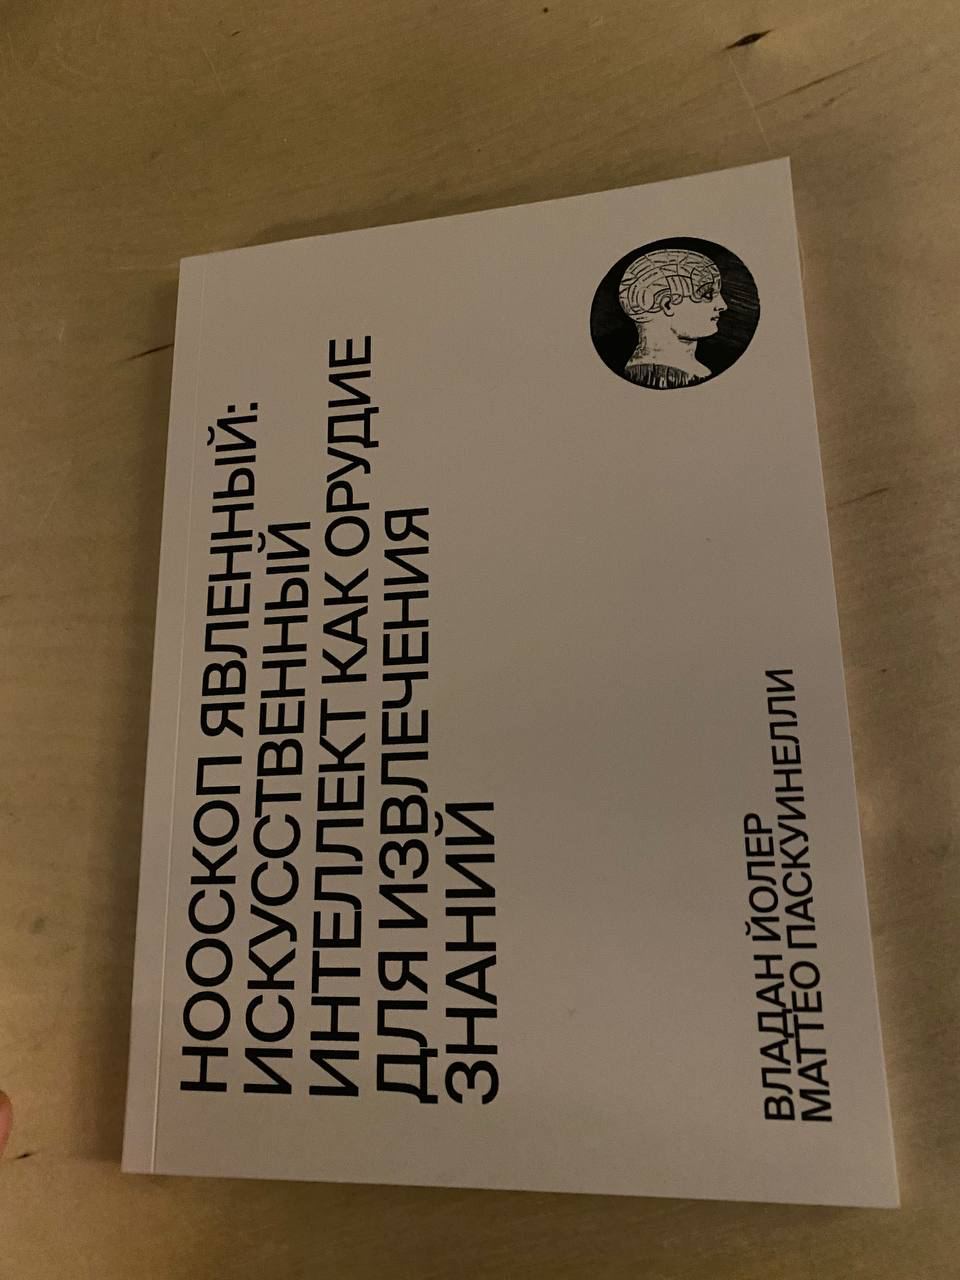 НООСКОП ЯВЛЕННЫЙ:
ИСКУССТВЕННЫЙ
ИНТЕЛЛЕКТ КАК ОРУДИЕ
ДЛЯ ИЗВЛЕЧЕНИЯ
ЗНАНИЙ
ВЛАДАН ЙОЛЕР
МАТТЕО ПАСКУИНЕЛЛИ